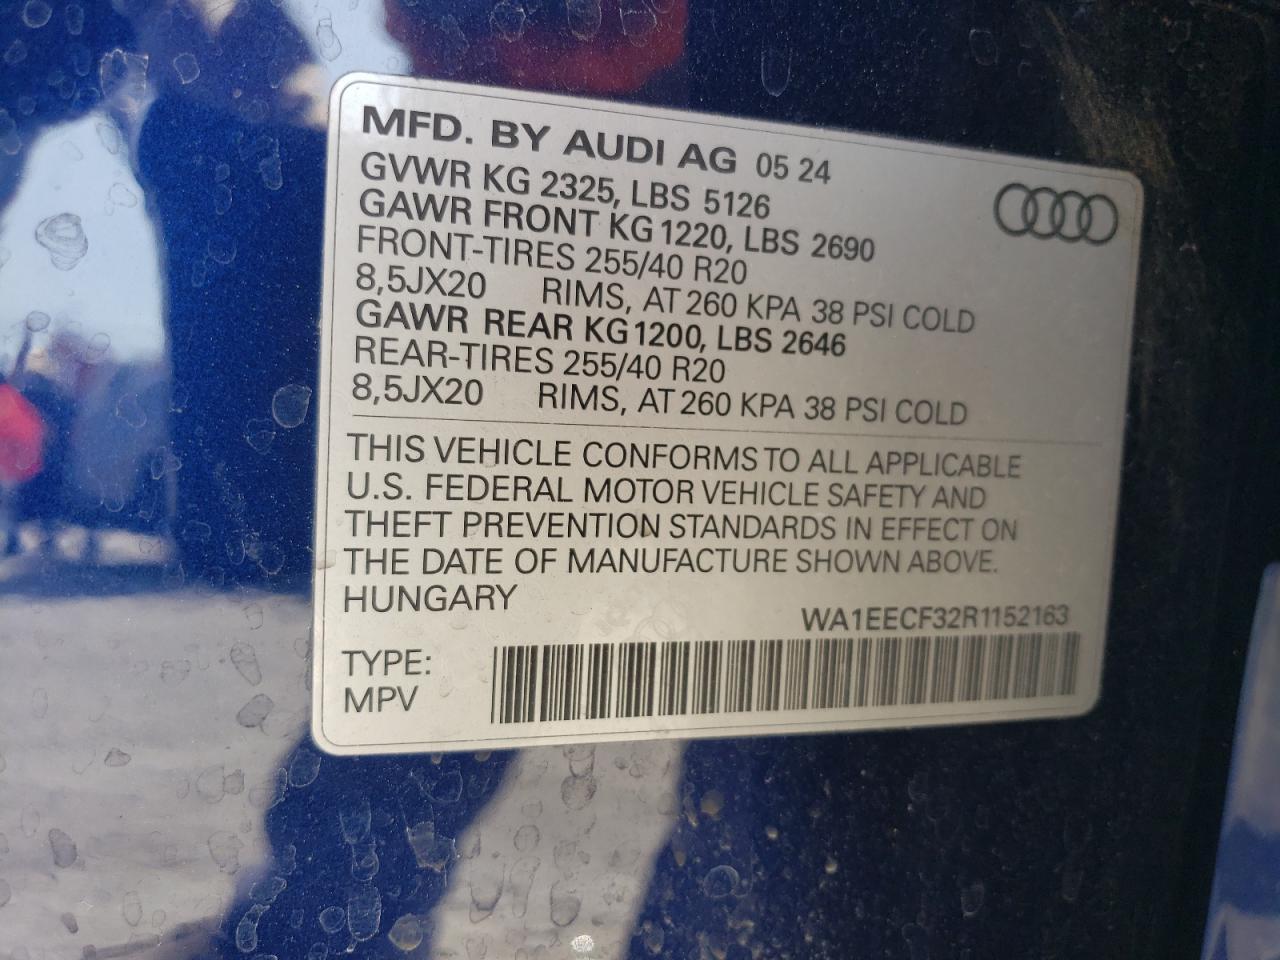 MFD. BY AUDI AG 05 24
GVWR KG 2325, LBS 5126
GAWR FRONT KG 1220, LBS 2690
FRONT-TIRES 255/40 R20
8,5JX20 RIMS, AT 260 KPA 38 PSI COLD
GAWR REAR KG 1200, LBS 2646
REAR-TIRES 255/40 R20
8,5JX20 RIMS, AT 260 KPA 38 PSI COLD
THIS VEHICLE CONFORMS TO ALL APPLICABLE
U.S. FEDERAL MOTOR VEHICLE SAFETY AND
THEFT PREVENTION STANDARDS IN EFFECT ON
THE DATE OF MANUFACTURE SHOWN ABOVE.
HUNGARY
WA1EECF32R1152163
TYPE:
MPV